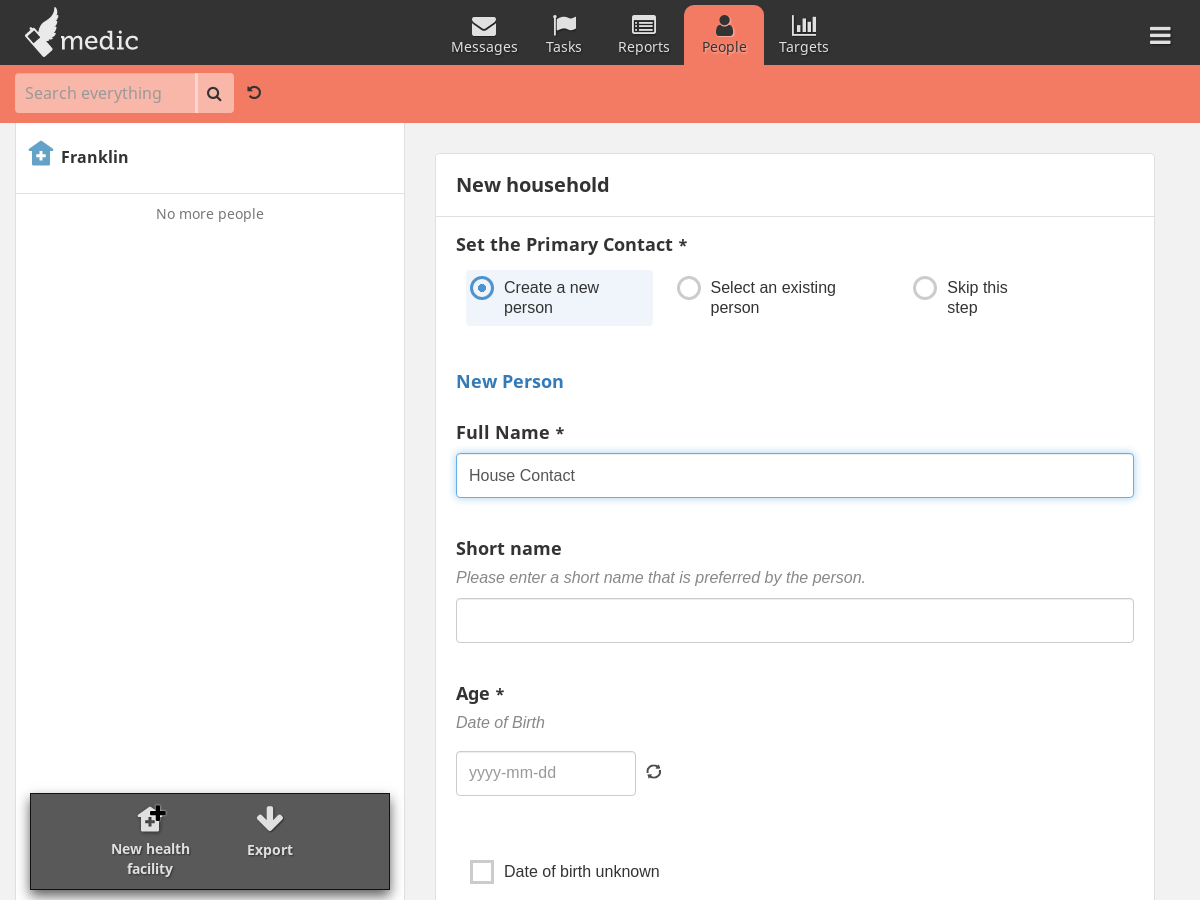 medic
Messages
Tasks
Reports
People
Targets
Search everything
Franklin
No more people
New household
Set the Primary Contact *
Create a new
person
Select an existing
person
Skip this
step
New Person
Full Name *
House Contact
Short name
Please enter a short name that is preferred by the person.
Age *
Date of Birth
yyyy-mm-dd
Date of birth unknown
New health
facility
Export